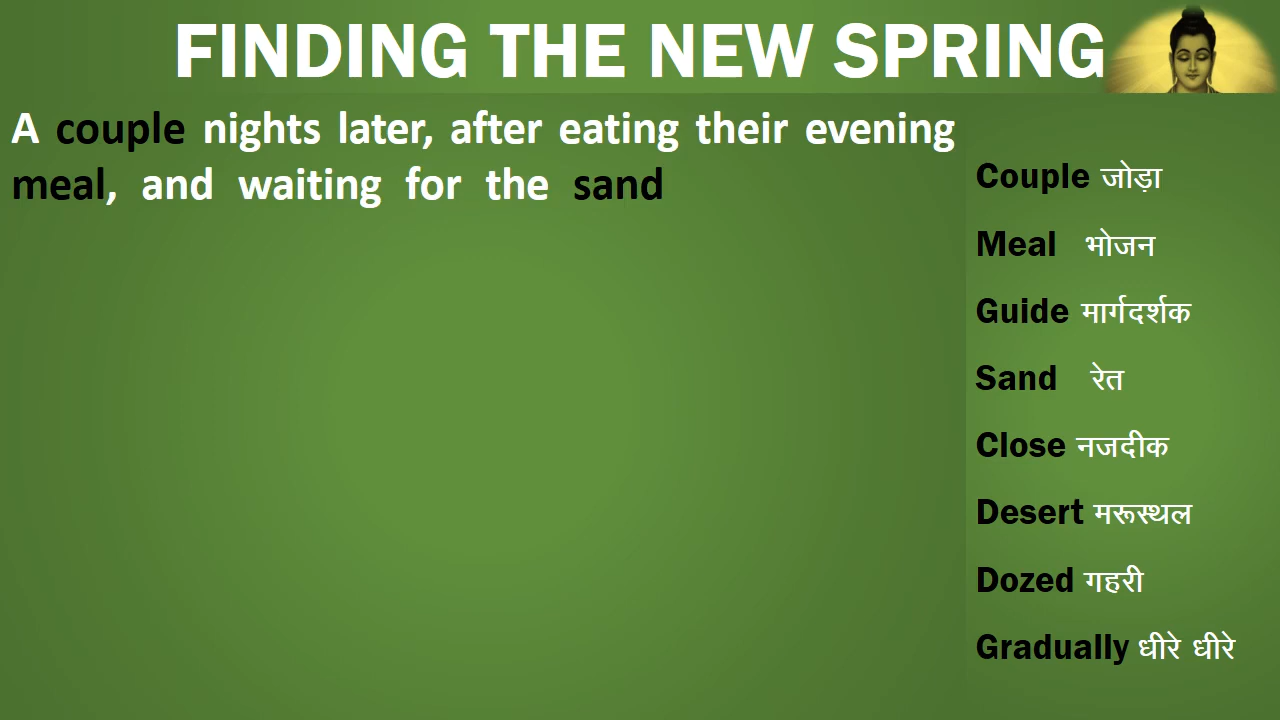 FINDING THE NEW SPRING
A couple nights later, after eating their evening
meal, and waiting for the sand
Couple जोड़ा
Meal भोजन
Guide मार्गदर्शक
Sand रेत
Close नजदीक
Desert मरूस्थल
Dozed गहरी
Gradually धीरे धीरे